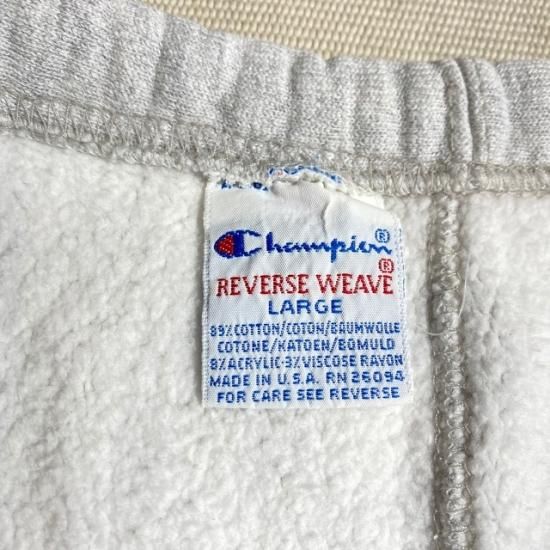 Champion®
REVERSE WEAVE®
LARGE
89% COTTON/COTON/BAUMWOLLE
COTONE/KATOEN/BOMULD
8% ACRYLIC-3% VISCOSE RAYON
MADE IN U.S.A. RN 26094
FOR CARE SEE REVERSE